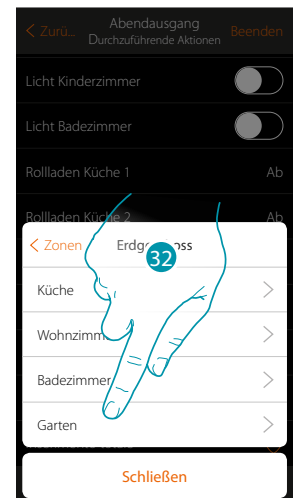 < Zurü... Abendausgang Beenden
Durchzuführende Aktionen
Licht Kinderzimmer
Licht Badezimmer
Rollladen Küche 1 Ab
Rollladen Küche 2 Ab
< Zonen
32
Küche
Badezimmer
Garten
Schließen